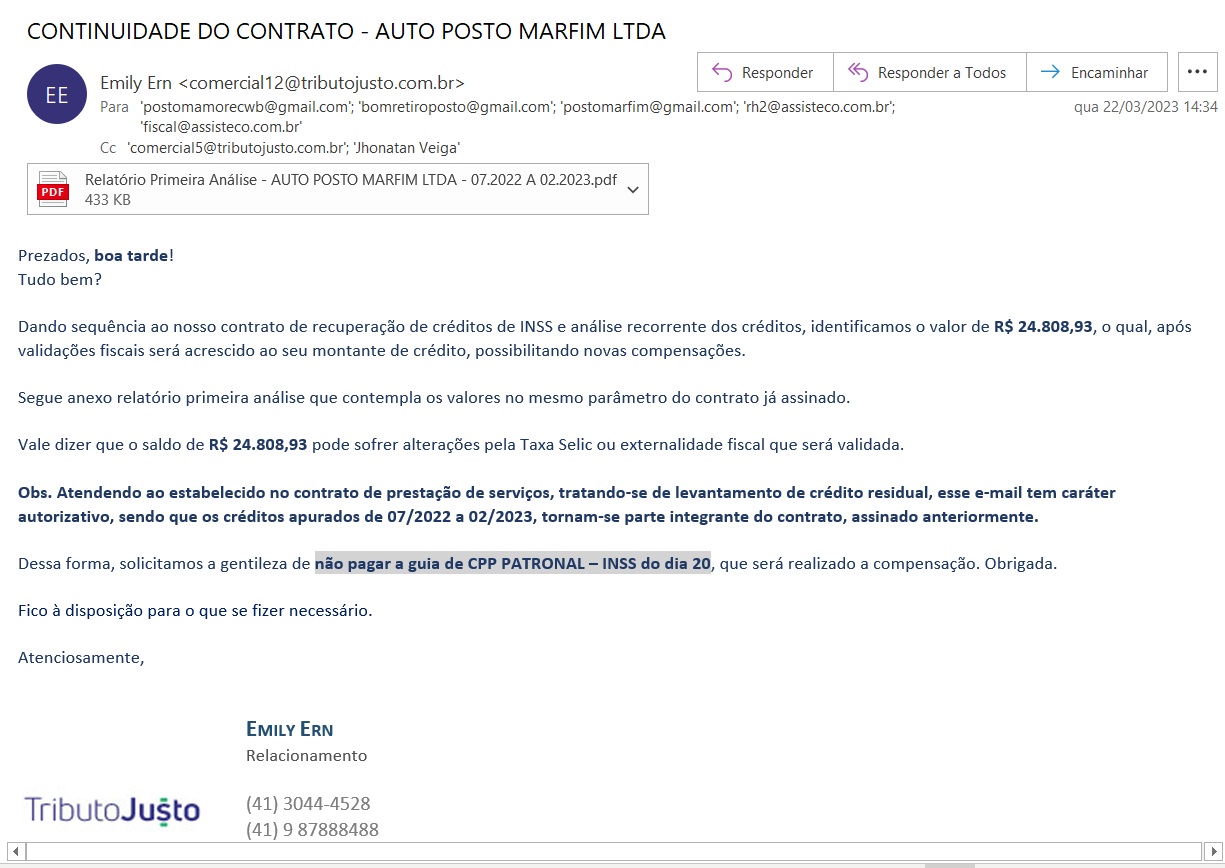 CONTINUIDADE DO CONTRATO - AUTO POSTO MARFIM LTDA
EE
Emily Ern <comercial12@tributojusto.com.br>
Responder
Responder a Todos
Encaminhar
Para 'postomamorecwb@gmail.com'; 'bomretiroposto@gmail.com'; 'postomarfim@gmail.com'; 'rh2@assisteco.com.br';
'fiscal@assisteco.com.br'
qua 22/03/2023 14:34
Cc 'comercial5@tributojusto.com.br'; 'Jhonatan Veiga'
PDF
Relatório Primeira Análise - AUTO POSTO MARFIM LTDA - 07.2022 A 02.2023.pdf
433 KB
Prezados, boa tarde!
Tudo bem?
Dando sequência ao nosso contrato de recuperação de créditos de INSS e análise recorrente dos créditos, identificamos o valor de R$ 24.808,93, o qual, após
validações fiscais será acrescido ao seu montante de crédito, possibilitando novas compensações.
Segue anexo relatório primeira análise que contempla os valores no mesmo parâmetro do contrato já assinado.
Vale dizer que o saldo de R$ 24.808,93 pode sofrer alterações pela Taxa Selic ou externalidade fiscal que será validada.
Obs. Atendendo ao estabelecido no contrato de prestação de serviços, tratando-se de levantamento de crédito residual, esse e-mail tem caráter
autorizativo, sendo que os créditos apurados de 07/2022 a 02/2023, tornam-se parte integrante do contrato, assinado anteriormente.
Dessa forma, solicitamos a gentileza de não pagar a guia de CPP PATRONAL – INSS do dia 20, que será realizado a compensação. Obrigada.
Fico à disposição para o que se fizer necessário.
Atenciosamente,
EMILY ERN
Relacionamento
TributoJusto
(41) 3044-4528
(41) 9 87888488